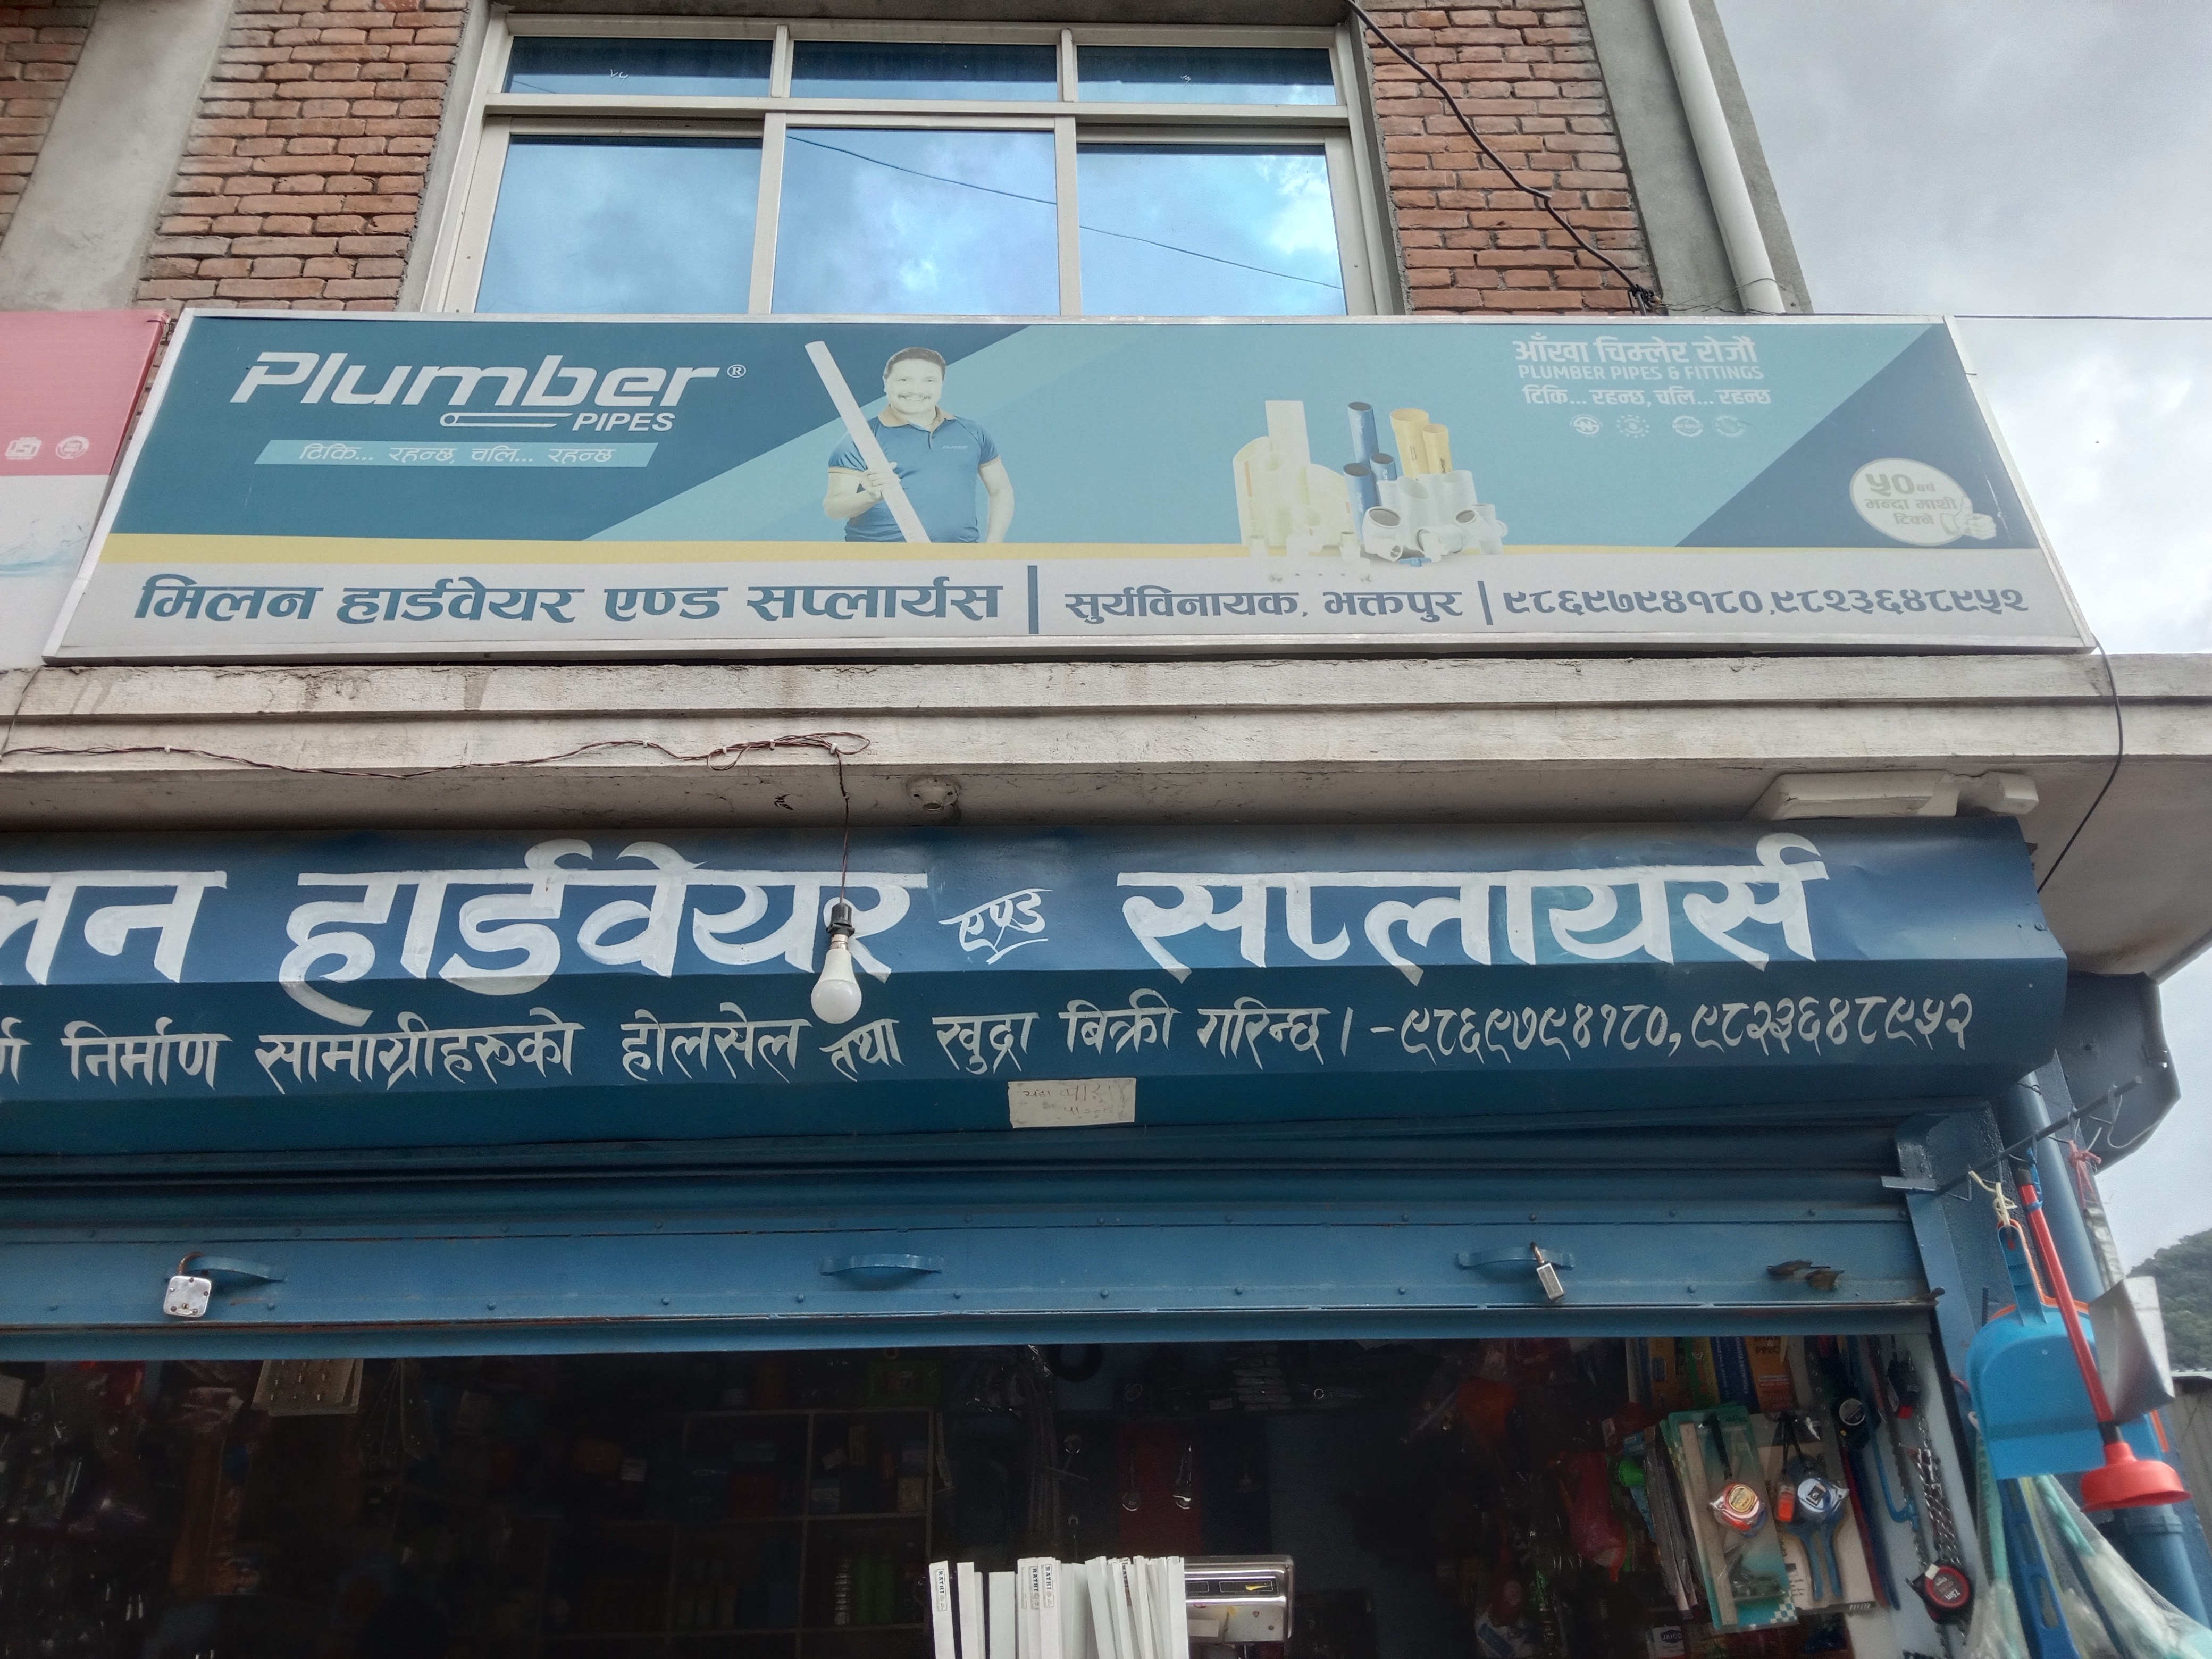 Plumber®
PIPES
टिकि... रहन्छ, चलि... रहन्छ
आँखा चिम्लेर रोजौं
PLUMBER PIPES & FITTINGS
टिकि... रहन्छ, चलि... रहन्छ
५० वर्ष
भन्दा माथी
टिक्ने
मिलन हार्डवेयर एण्ड सप्लार्यस | सुर्यविनायक, भक्तपुर | ९८६९७९४१८०,९८२३६४८९५२
लन हार्डवेयर एण्ड सप्लायर्स
निर्माण सामाग्रीहरुको होलसेल तथा खुद्रा बिक्री गरिन्छ । -९८६९७९४१८०, ९८२३६४८९५२